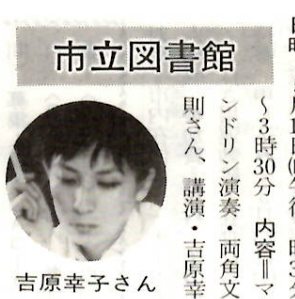 市立図書館
～3時30分　内容＝マ
ンドリン演奏・両角文
則さん、講演・吉原幸
吉原幸子さん